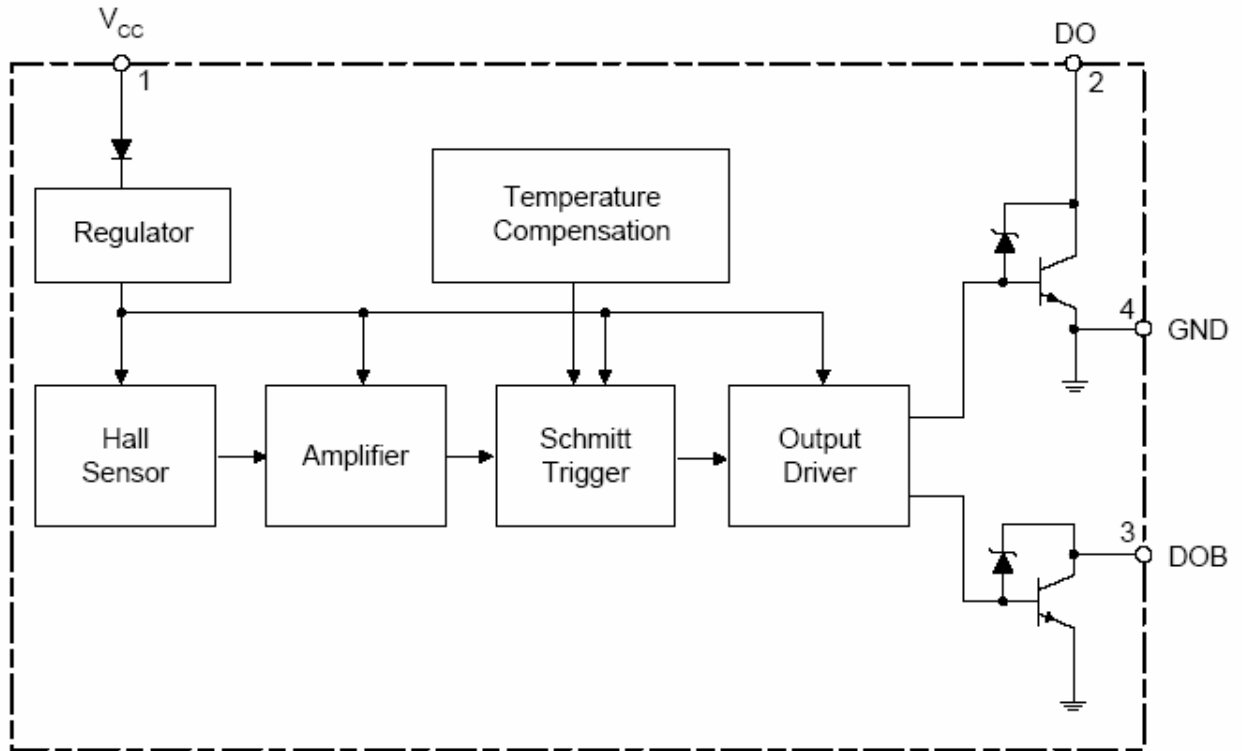 V_CC
1
DO
2
Regulator
Temperature
Compensation
4
GND
Hall
Sensor
Amplifier
Schmitt
Trigger
Output
Driver
3
DOB